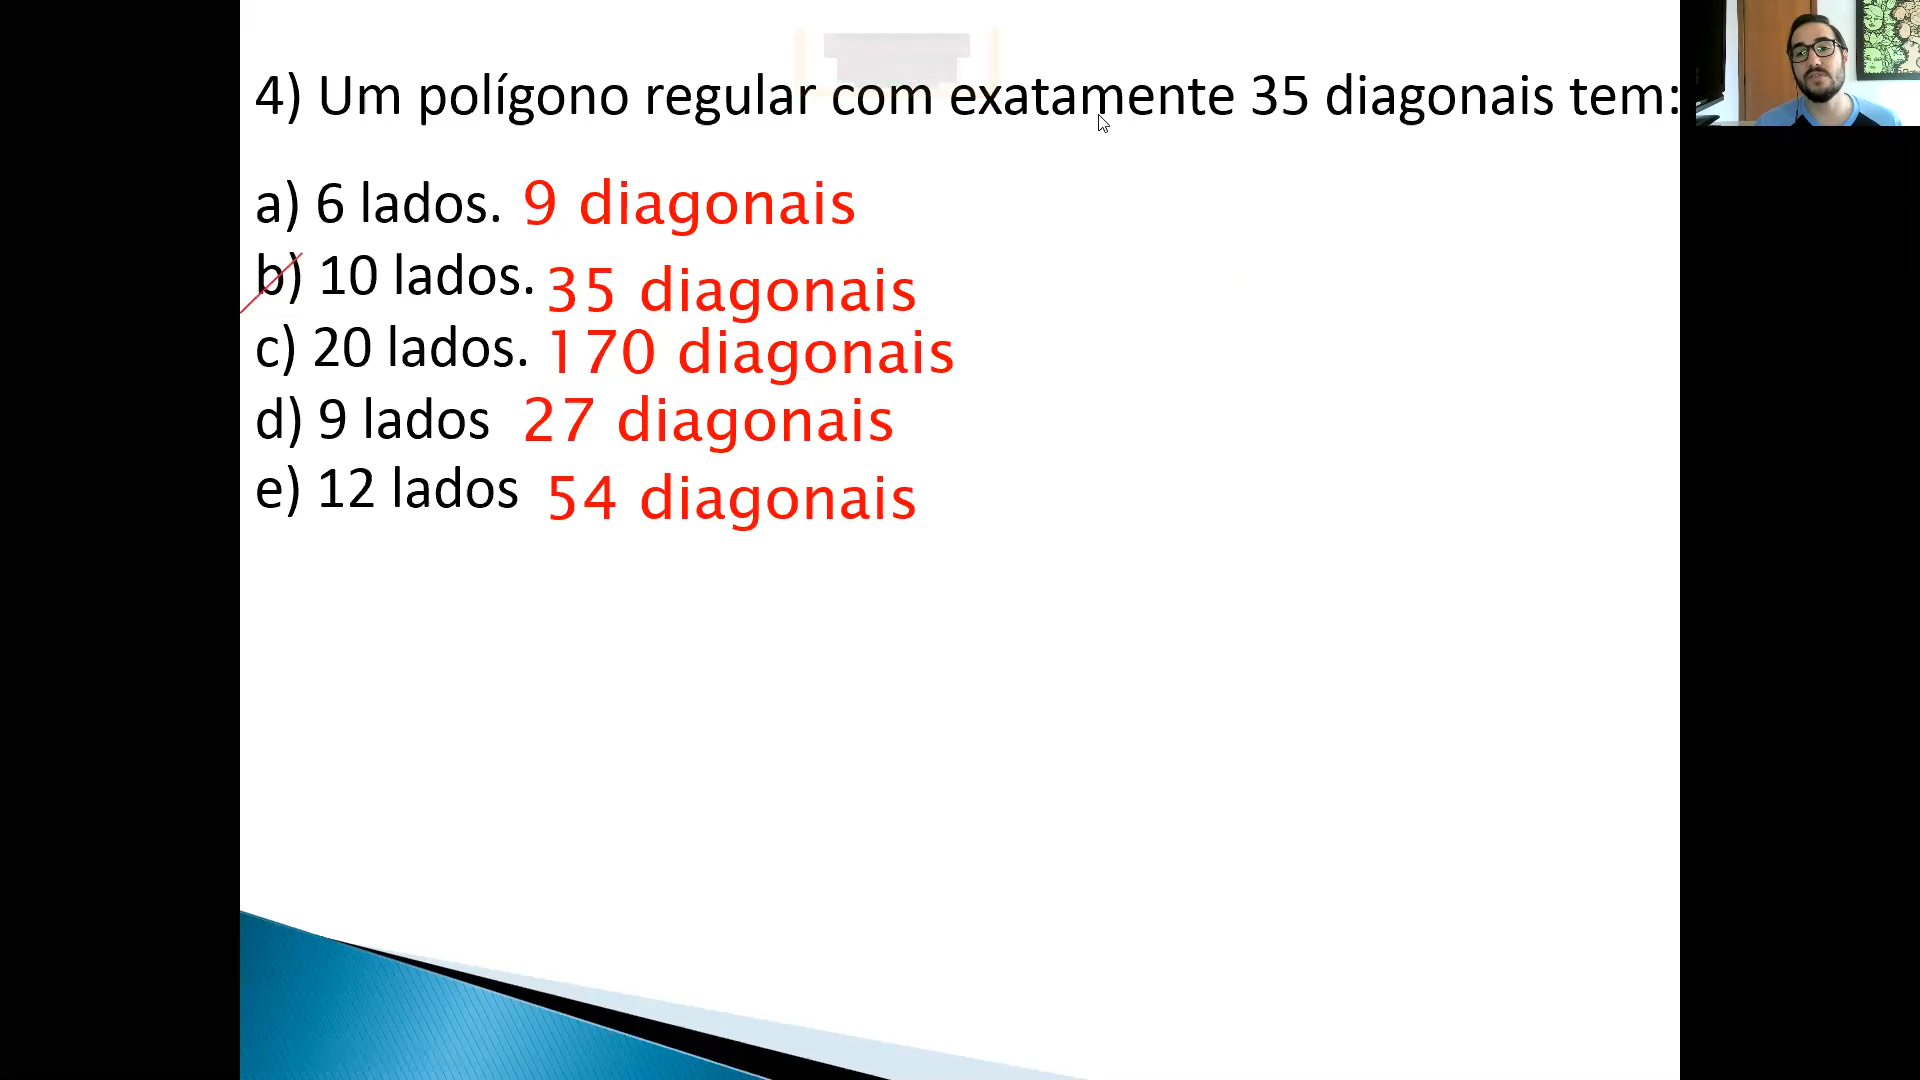 4) Um polígono regular com exatamente 35 diagonais tem:
a) 6 lados. 9 diagonais
b) 10 lados. 35 diagonais
c) 20 lados. 170 diagonais
d) 9 lados 27 diagonais
e) 12 lados 54 diagonais